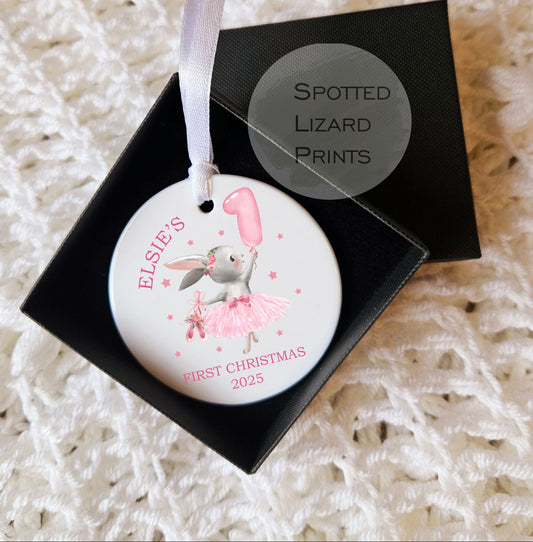 SPOTTED
LIZARD
PRINTS
1
ELSIE'S
FIRST CHRISTMAS
2025